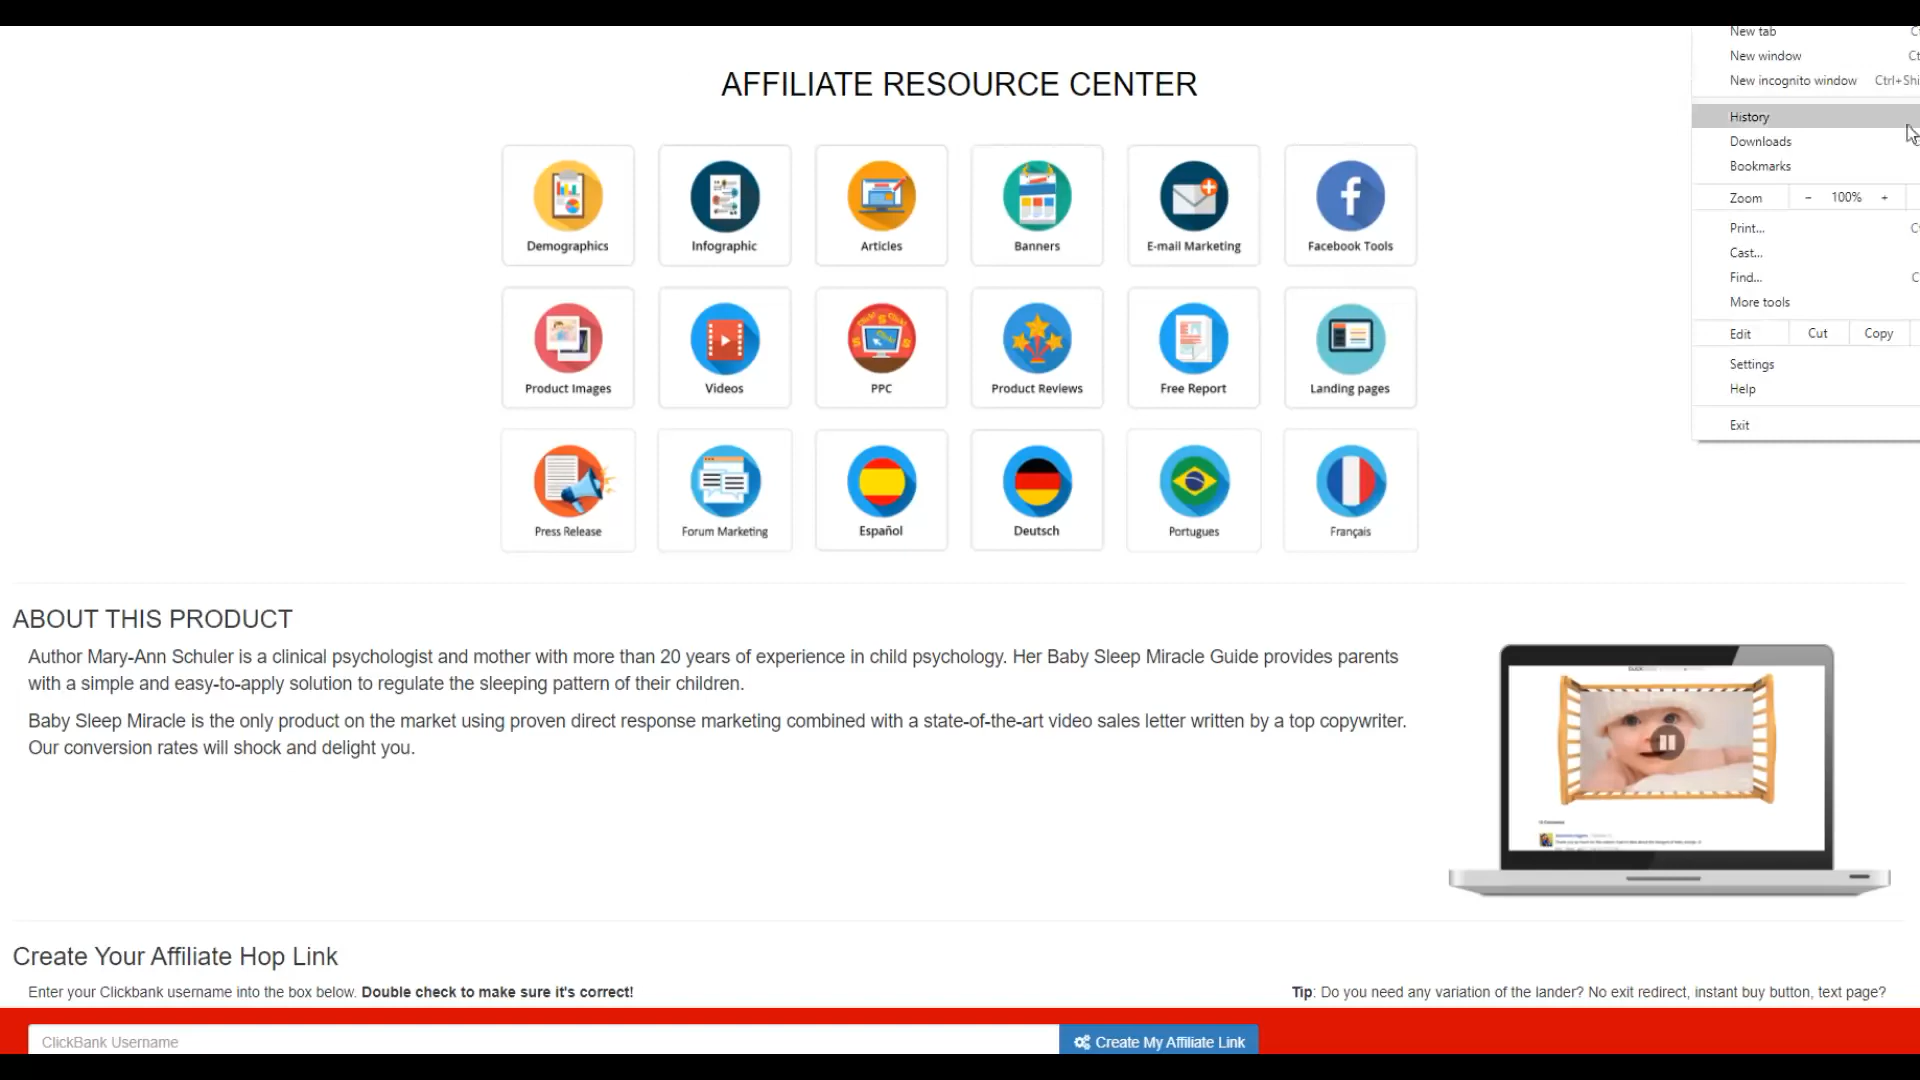 New tab
New window
New incognito window Ctrl+Shi
History
Downloads
Bookmarks
Zoom - 100% +
Print...
Cast...
Find...
More tools
Edit Cut Copy
Settings
Help
Exit
AFFILIATE RESOURCE CENTER
Demographics
Infographic
Articles
Banners
E-mail Marketing
Facebook Tools
Product Images
Videos
PPC
Product Reviews
Free Report
Landing pages
Press Release
Forum Marketing
Español
Deutsch
Portugues
Français
ABOUT THIS PRODUCT
Author Mary-Ann Schuler is a clinical psychologist and mother with more than 20 years of experience in child psychology. Her Baby Sleep Miracle Guide provides parents
with a simple and easy-to-apply solution to regulate the sleeping pattern of their children.
Baby Sleep Miracle is the only product on the market using proven direct response marketing combined with a state-of-the-art video sales letter written by a top copywriter.
Our conversion rates will shock and delight you.
Create Your Affiliate Hop Link
Enter your Clickbank username into the box below. Double check to make sure it's correct!
Tip: Do you need any variation of the lander? No exit redirect, instant buy button, text page?
ClickBank Username
Create My Affiliate Link